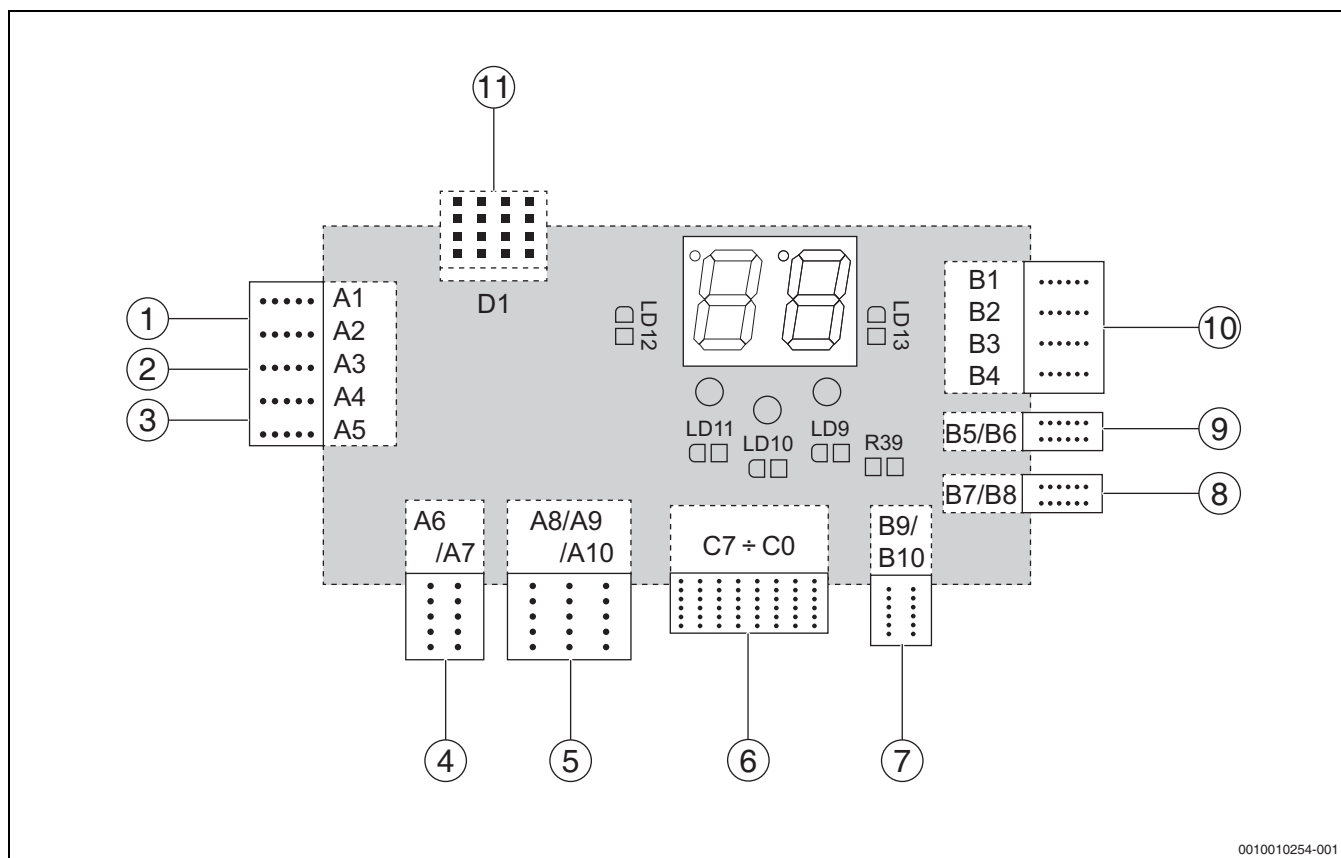 11
D1
LD12
LD13
A1
A2
A3
A4
A5
1
2
3
B1
B2
B3
B4
10
B5/B6
9
B7/B8
8
LD11
LD10
LD9
R39
A6
/A7
A8/A9
/A10
C7 ÷ C0
B9/
B10
4
5
6
7
0010010254-001